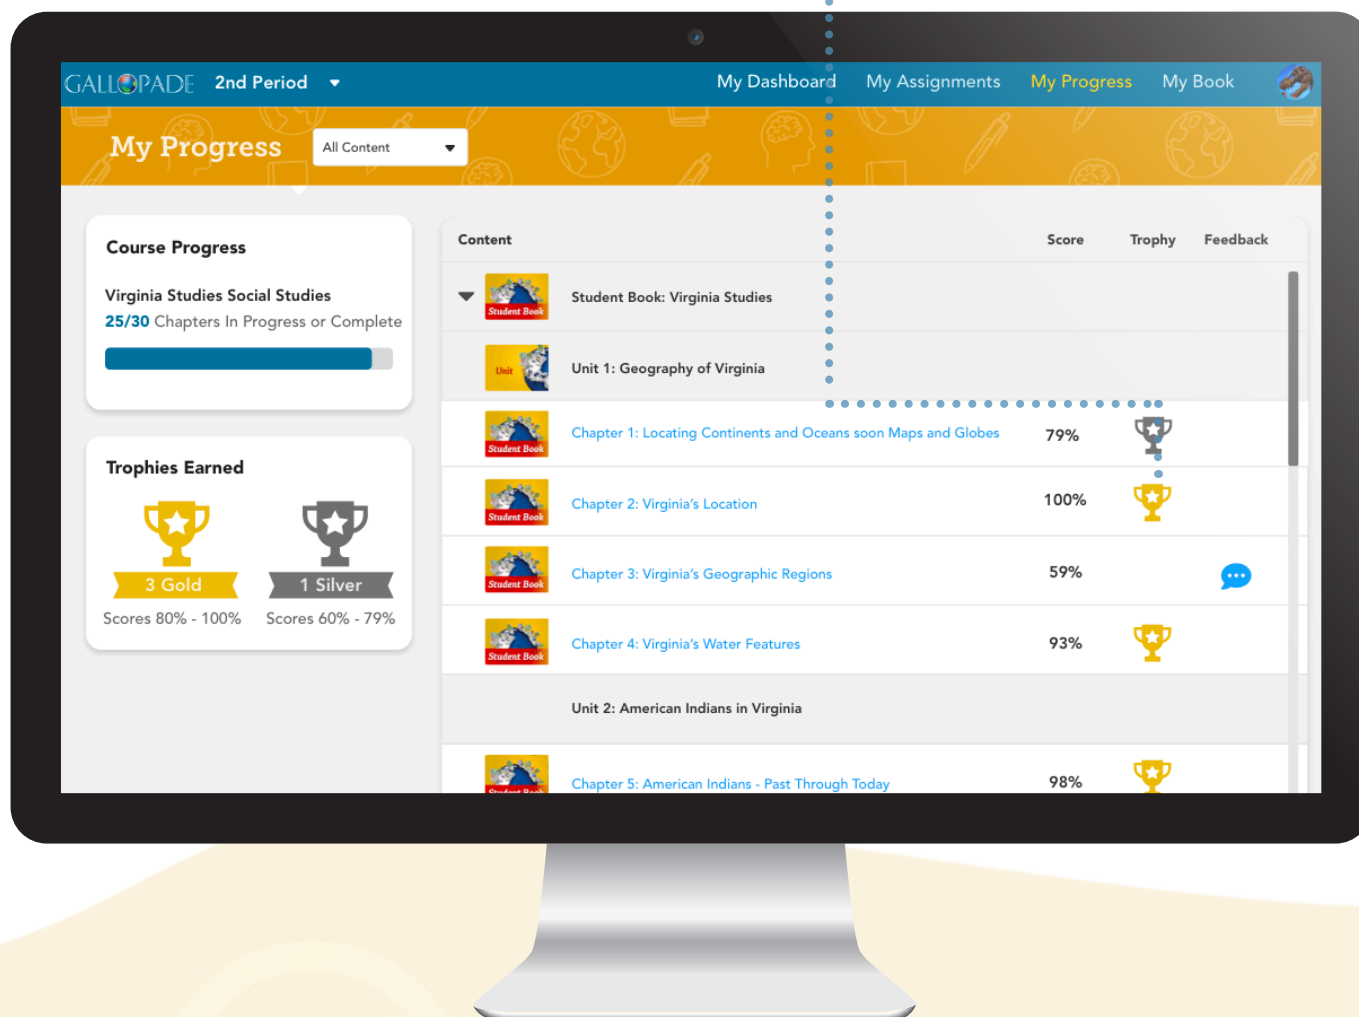 GALLOPADE 2nd Period
My Dashboard My Assignments My Progress My Book
My Progress All Content
Course Progress
Virginia Studies Social Studies
25/30 Chapters In Progress or Complete
Trophies Earned
3 Gold 1 Silver
Scores 80% - 100% Scores 60% - 79%
Content Score Trophy Feedback
Student Book Student Book: Virginia Studies
Unit Unit 1: Geography of Virginia
Student Book Chapter 1: Locating Continents and Oceans soon Maps and Globes 79%
Student Book Chapter 2: Virginia's Location 100%
Student Book Chapter 3: Virginia's Geographic Regions 59%
Student Book Chapter 4: Virginia's Water Features 93%
Unit 2: American Indians in Virginia
Student Book Chapter 5: American Indians - Past Through Today 98%